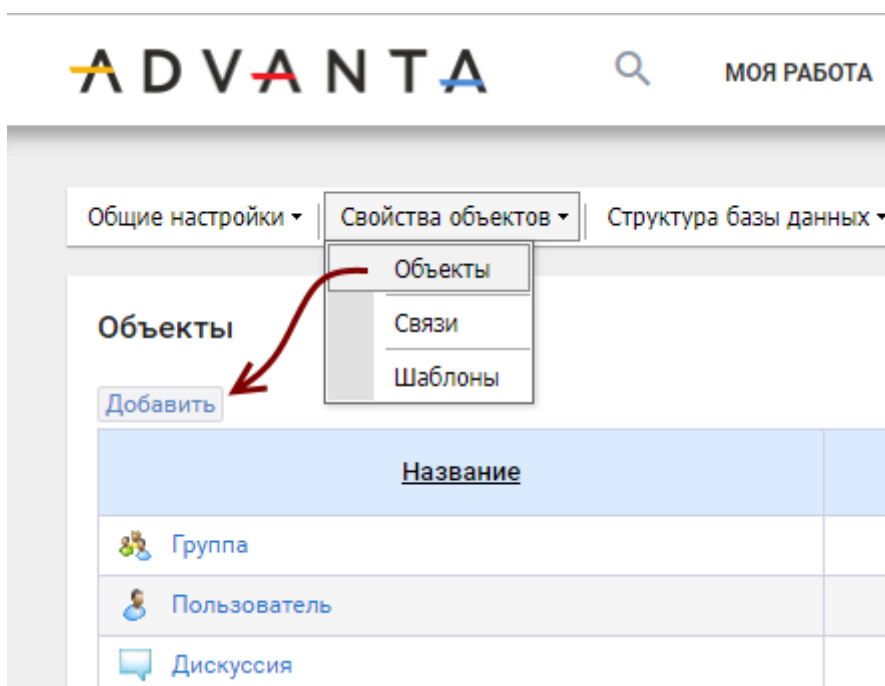 ADVANTA МОЯ РАБОТА
Общие настройки Свойства объектов Структура базы данных
Объекты
Связи
Шаблоны
Объекты
Добавить
Название
Группа
Пользователь
Дискуссия